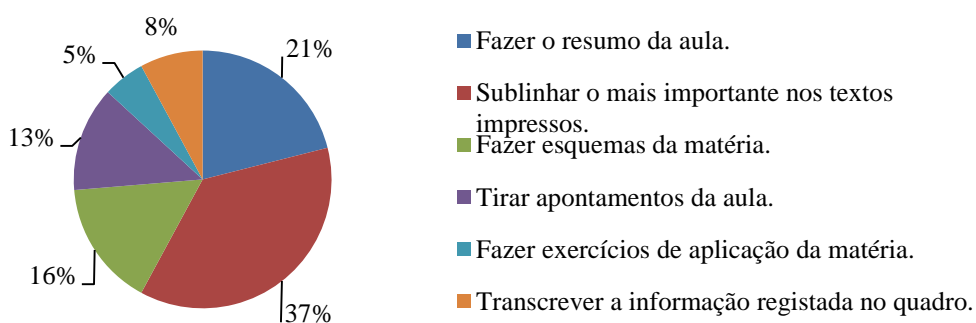 8%
5%
21%
13%
16%
37%
Fazer o resumo da aula.
Sublinhar o mais importante nos textos
impressos.
Fazer esquemas da matéria.
Tirar apontamentos da aula.
Fazer exercícios de aplicação da matéria.
Transcrever a informação registada no quadro.